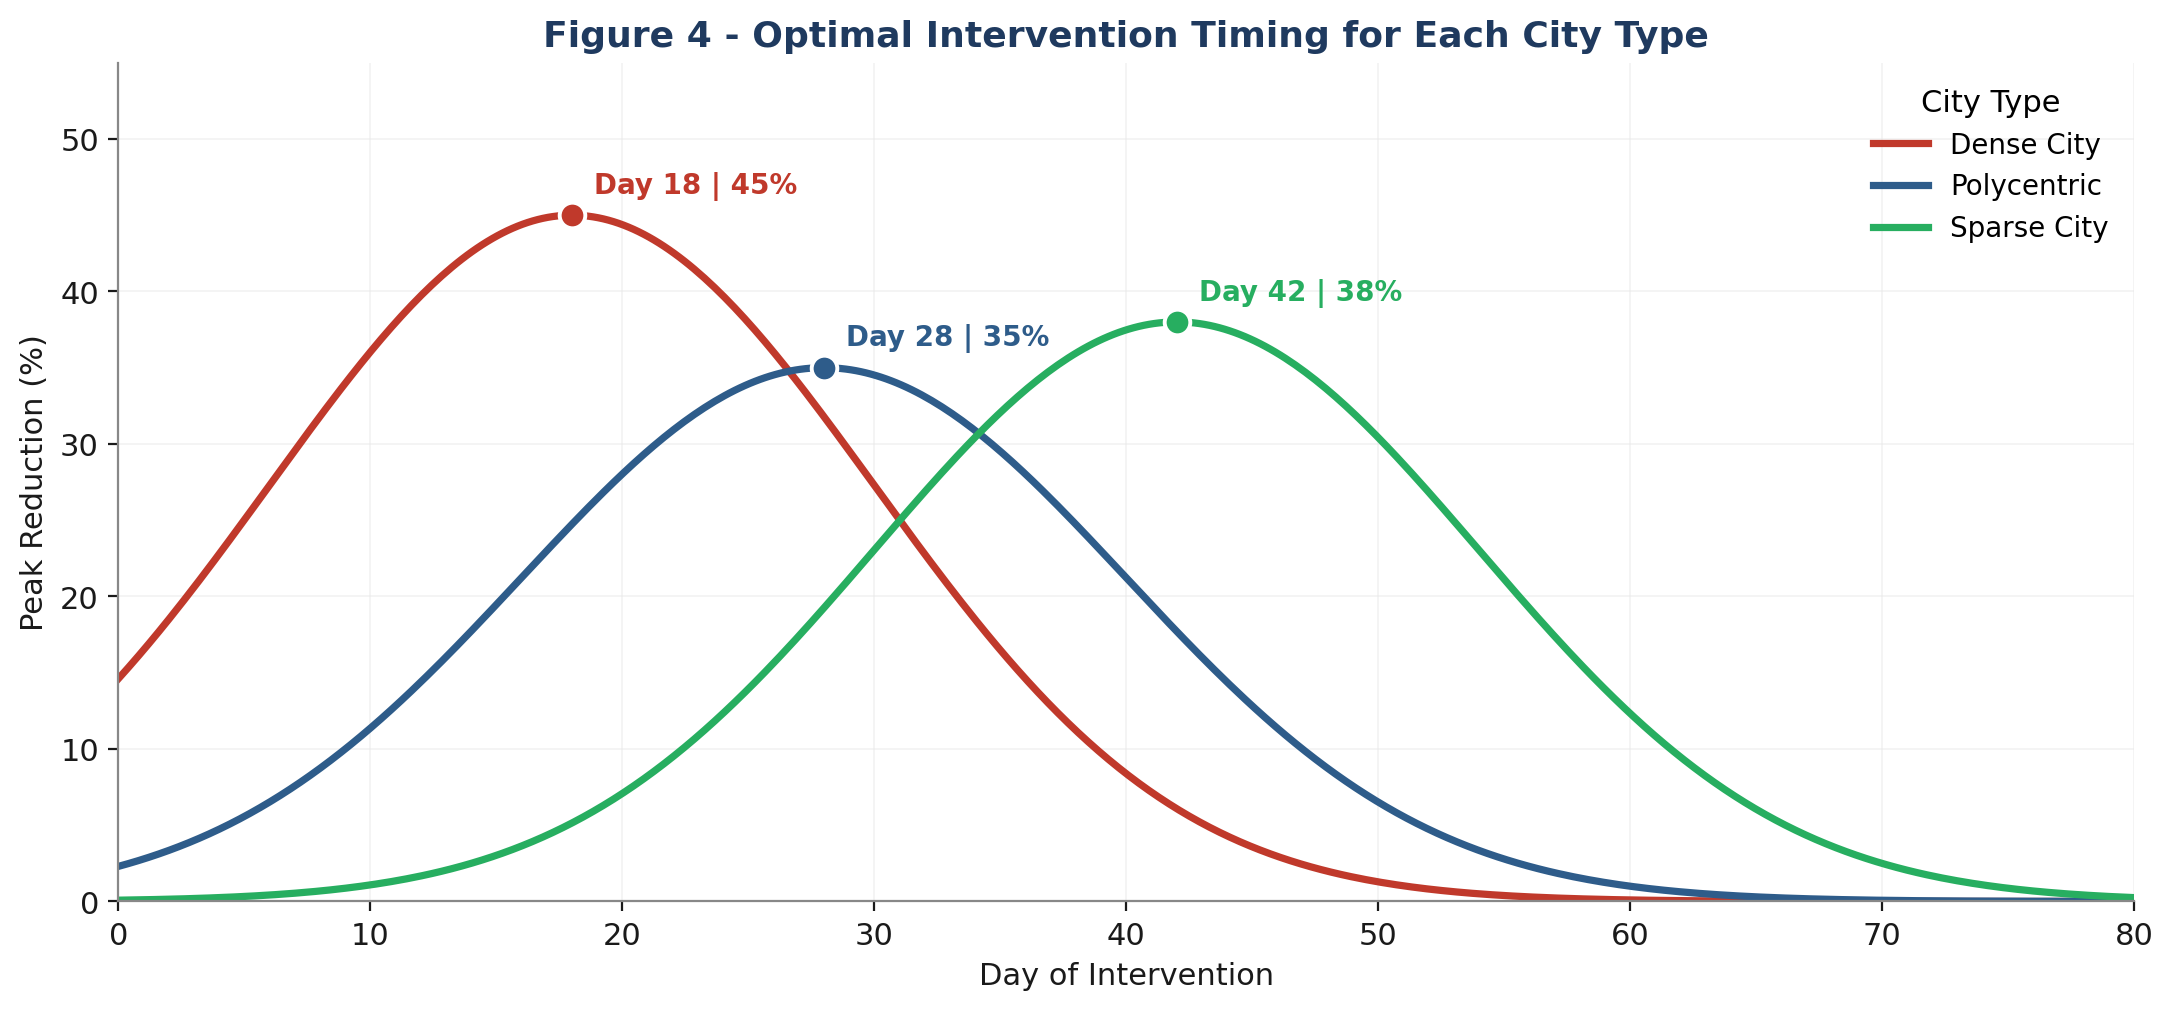 Figure 4 - Optimal Intervention Timing for Each City Type
City Type
Dense City
Polycentric
Sparse City
Day 18 | 45%
Day 42 | 38%
Day 28 | 35%
Peak Reduction (%)
50
40
30
20
10
0
0 10 20 30 40 50 60 70 80
Day of Intervention